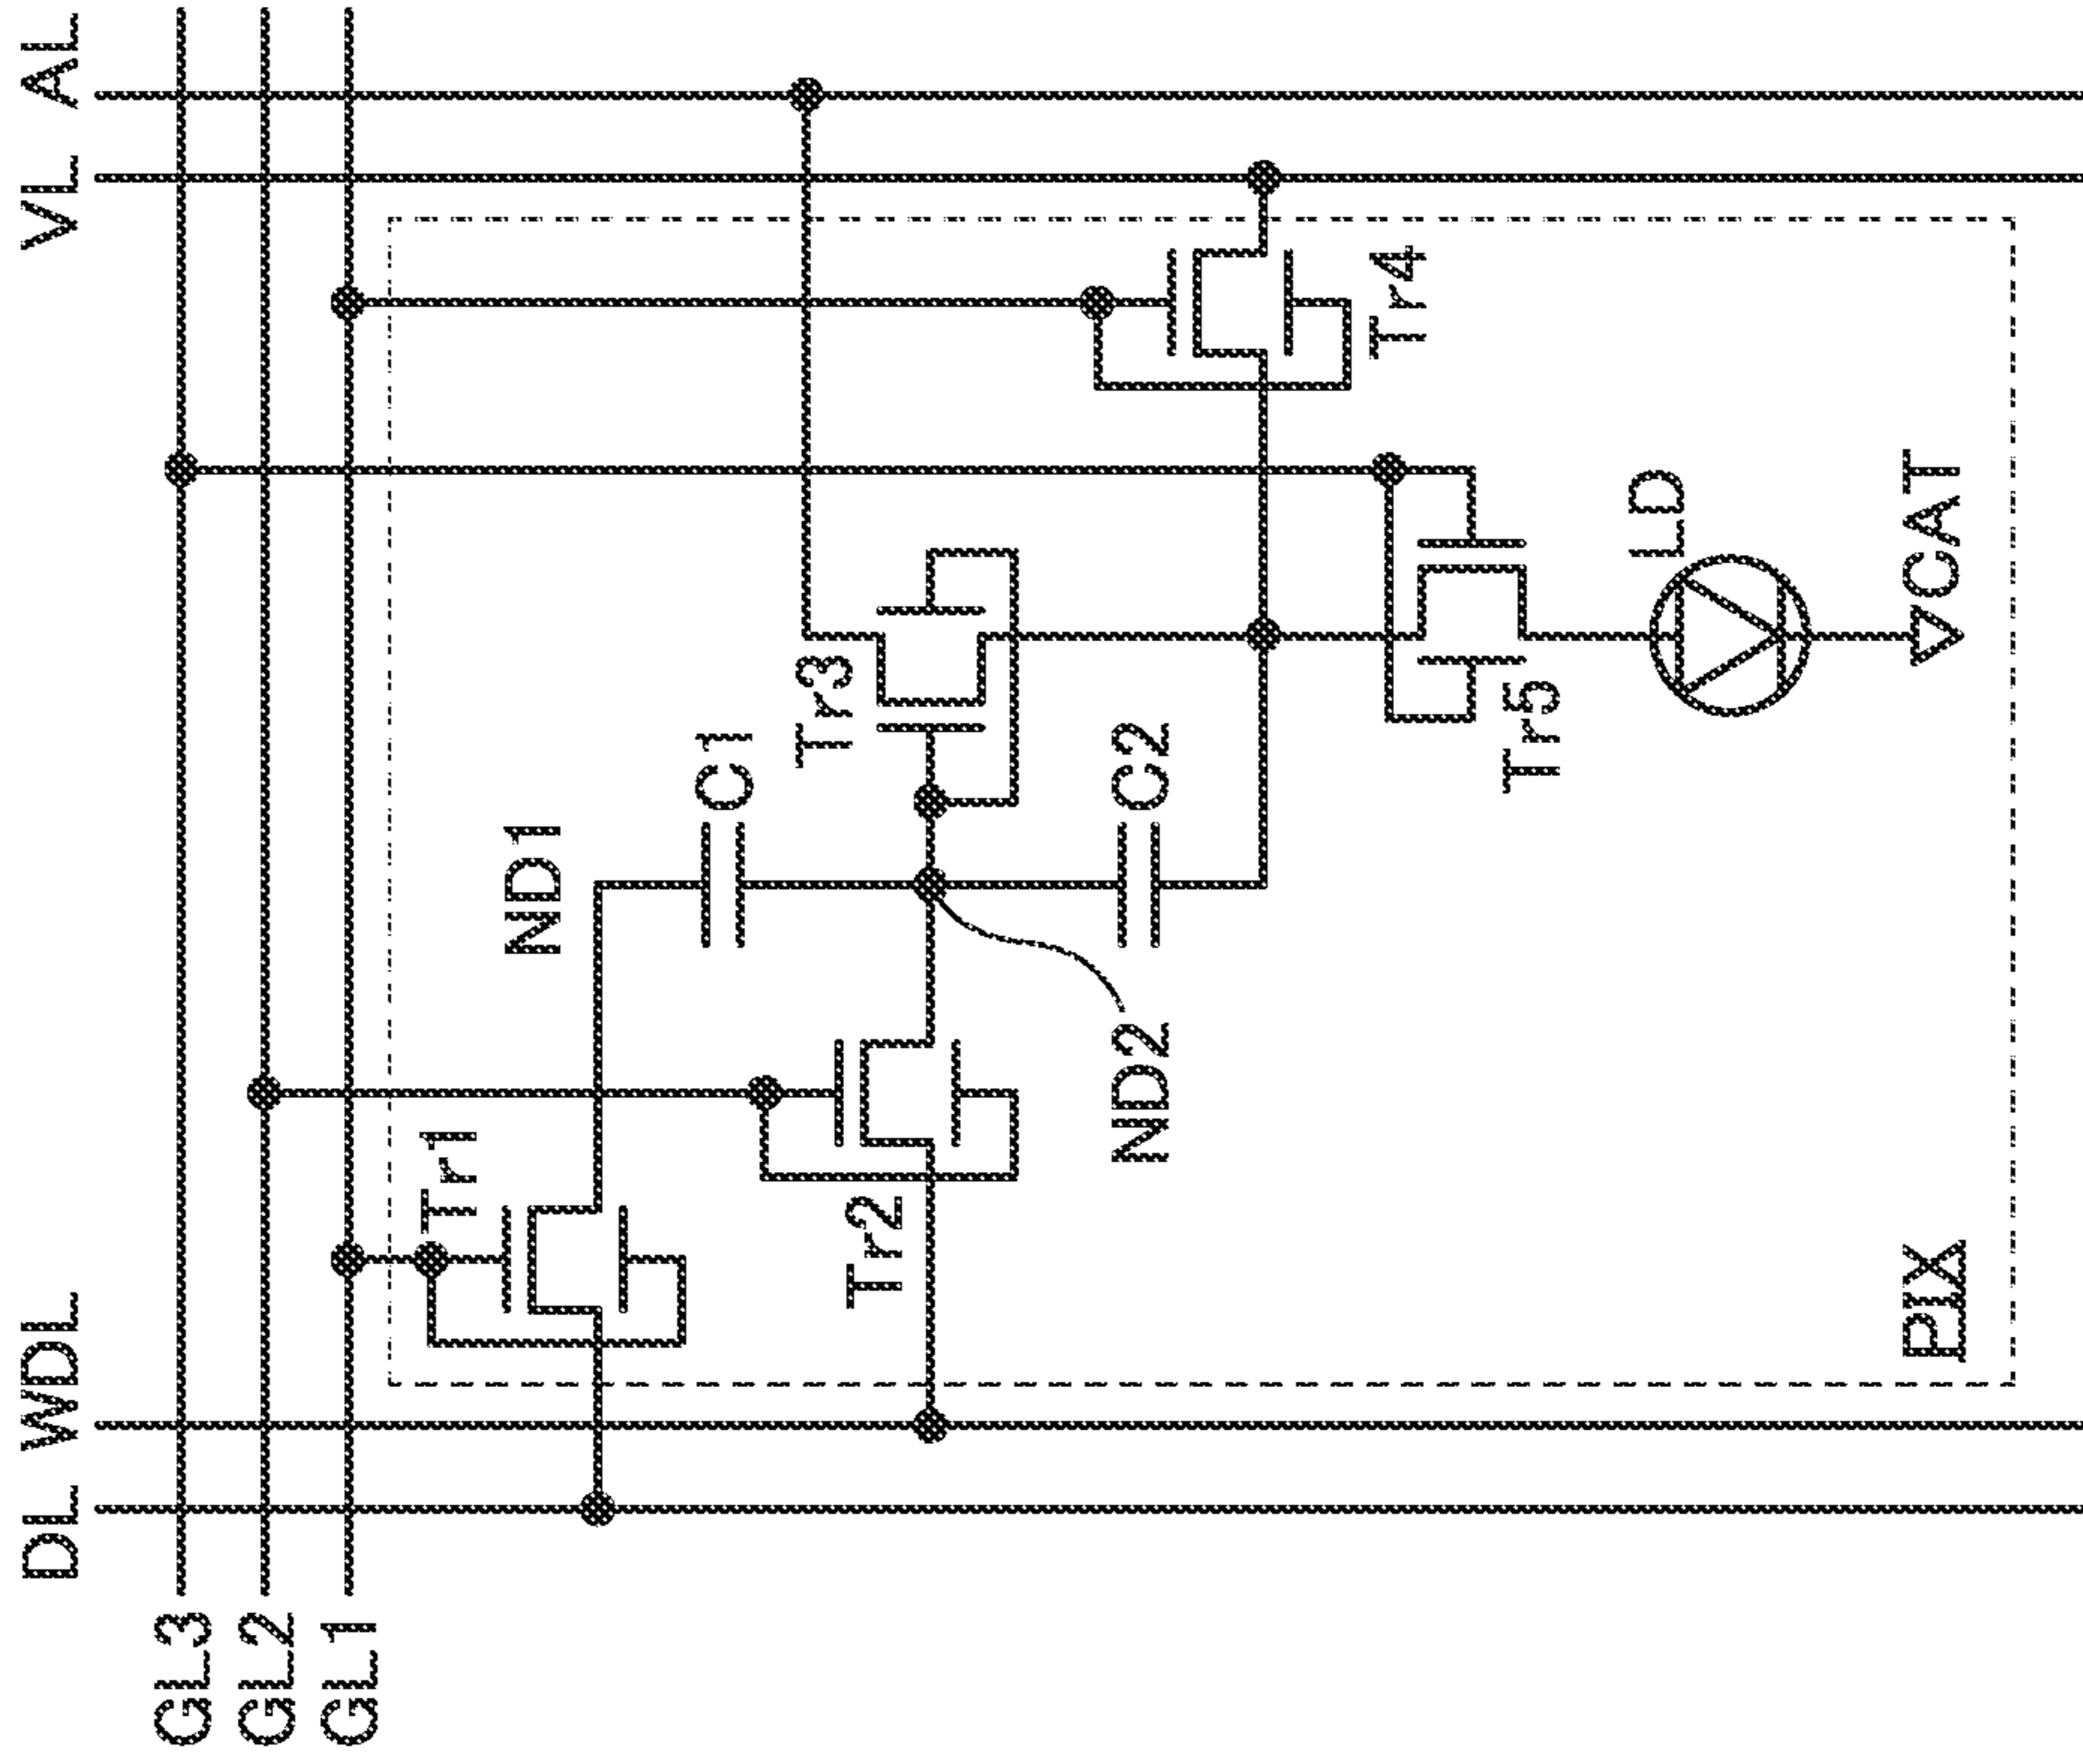 DL WDL VL AL
GL3
GL2
GL1
Tr1
ND1
C1
Tr3
Tr2
ND2
C2
Tr4
Tr5
LD
PIX
CAT